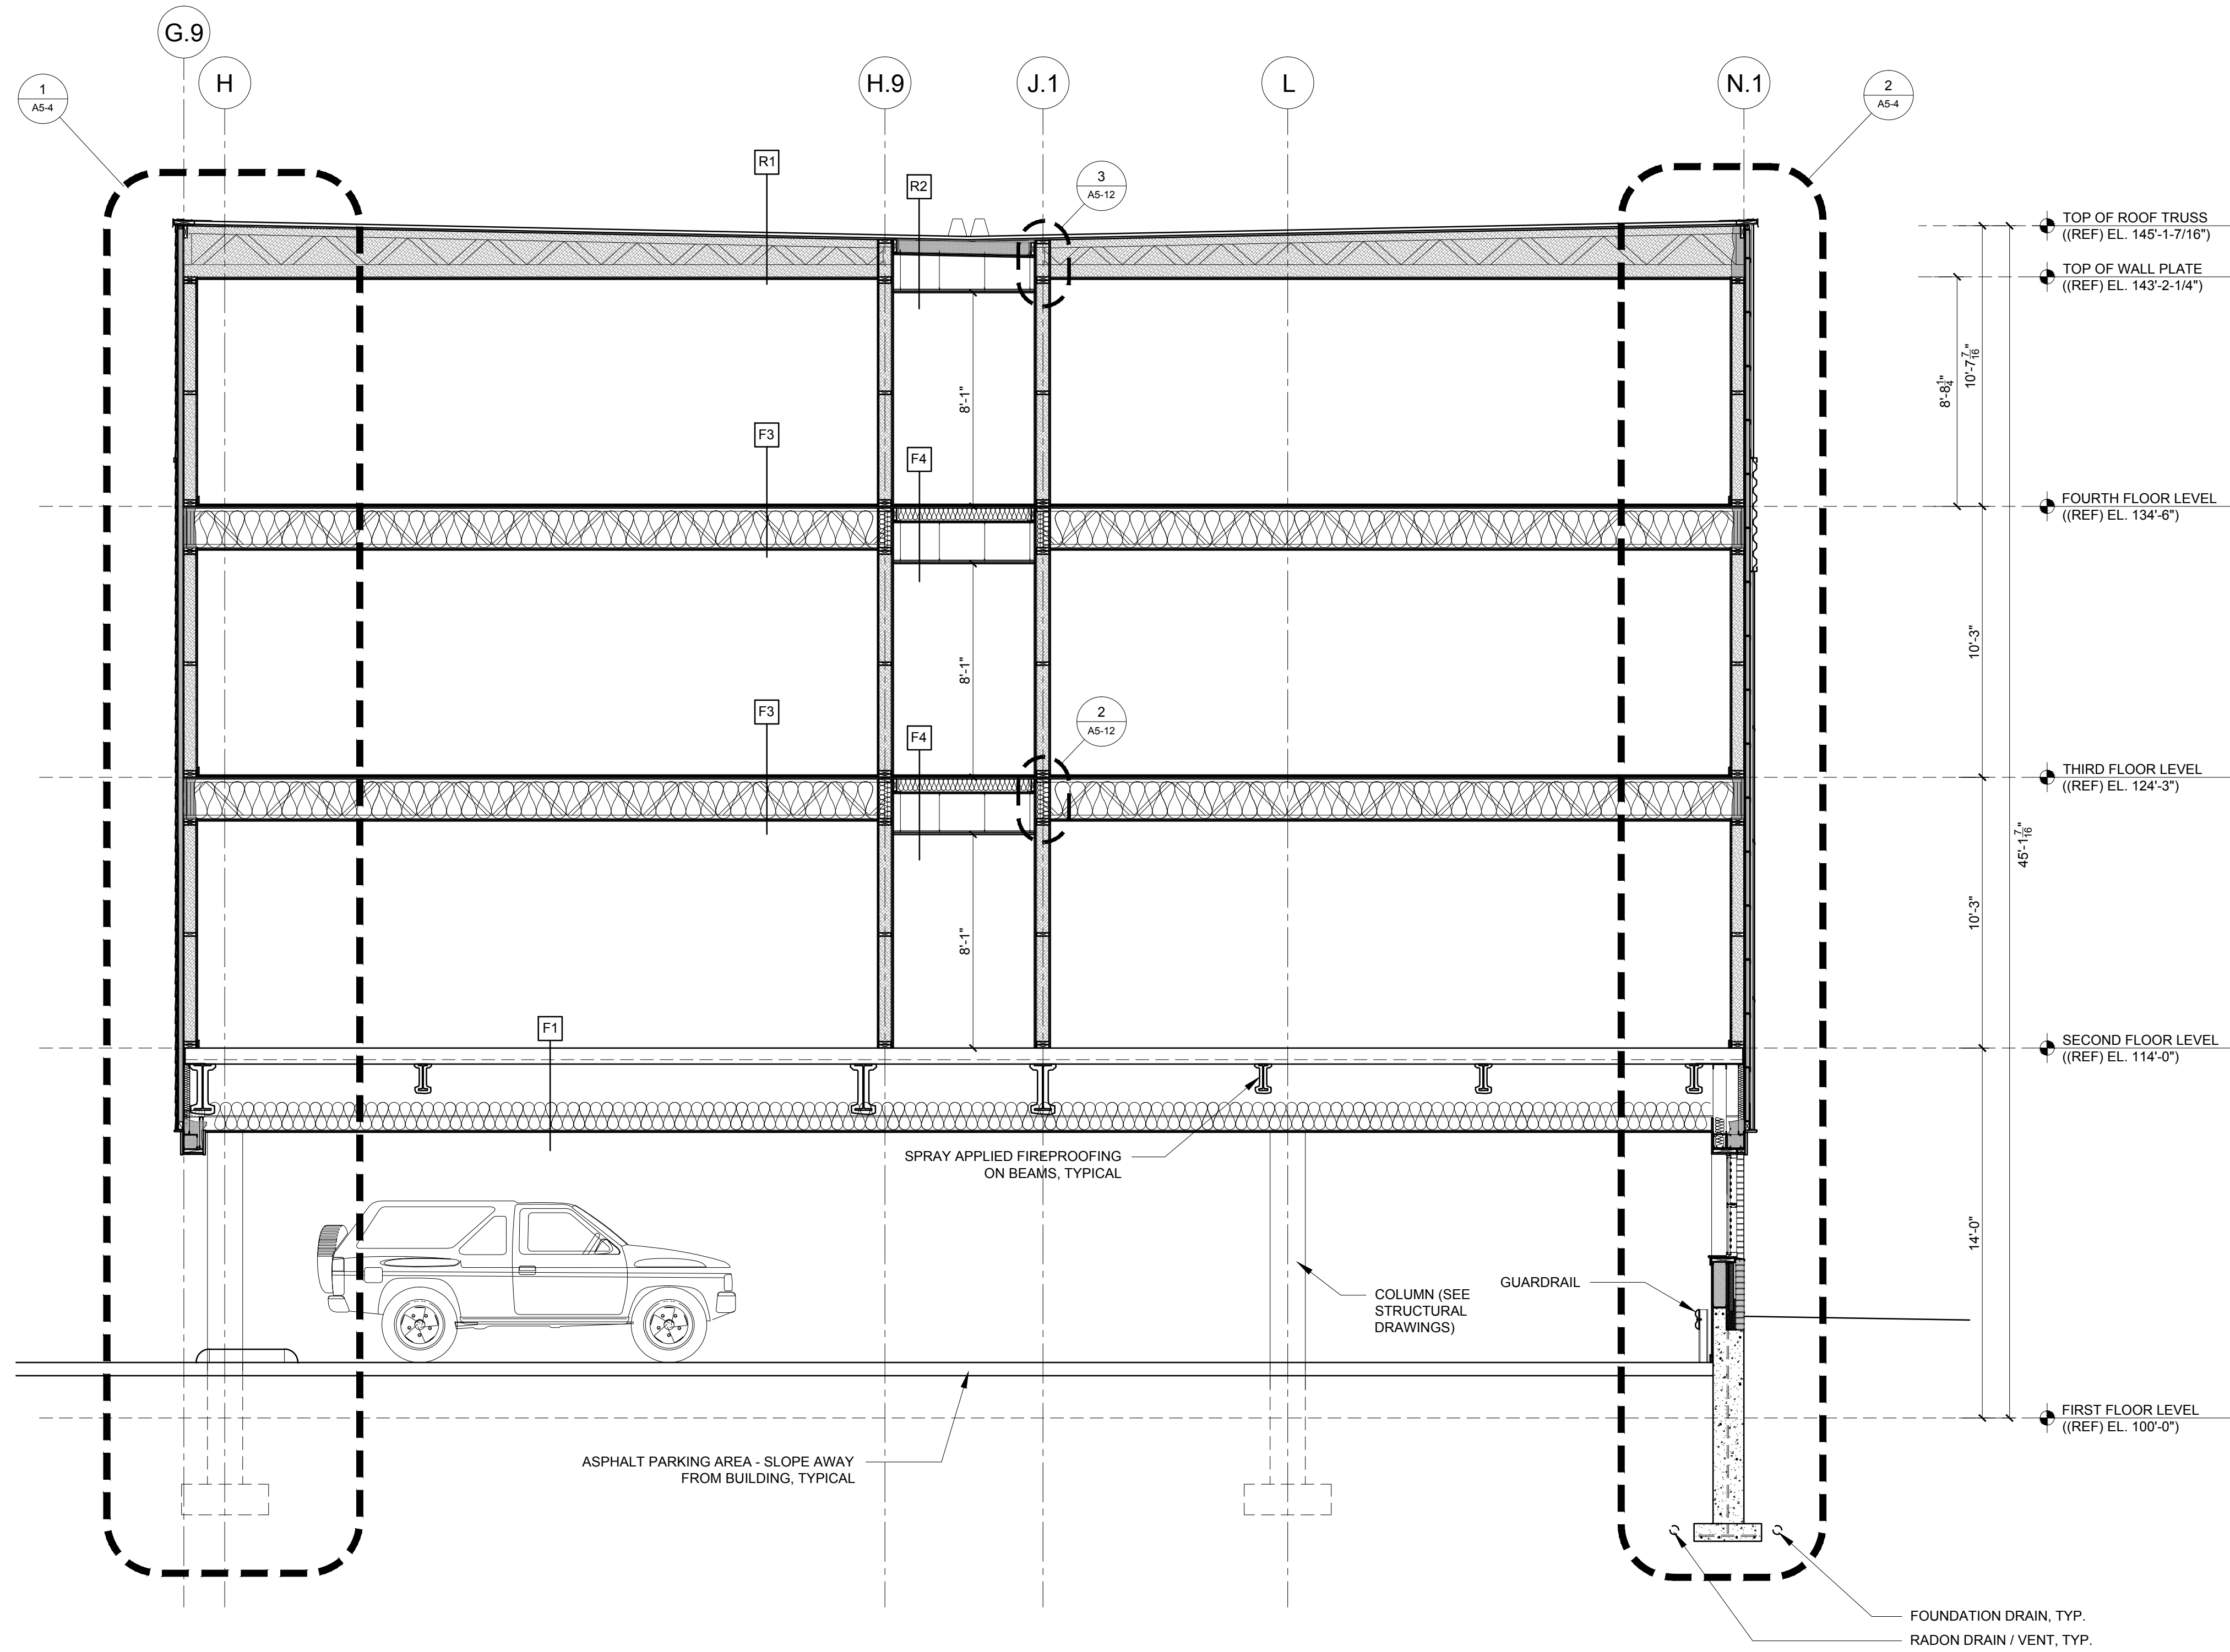 G.9
H
H.9
J.1
L
N.1
1
A5-4
2
A5-4
R1
R2
3
A5-12
TOP OF ROOF TRUSS
((REF) EL. 145'-1-7/16")
TOP OF WALL PLATE
((REF) EL. 143'-2-1/4")
8'-1"
8'-8 1/4"
10'-7 7/16"
F3
F4
FOURTH FLOOR LEVEL
((REF) EL. 134'-6")
8'-1"
10'-3"
F3
F4
2
A5-12
THIRD FLOOR LEVEL
((REF) EL. 124'-3")
45'-1 7/16"
8'-1"
10'-3"
F1
SECOND FLOOR LEVEL
((REF) EL. 114'-0")
SPRAY APPLIED FIREPROOFING
ON BEAMS, TYPICAL
14'-0"
GUARDRAIL
COLUMN (SEE
STRUCTURAL
DRAWINGS)
FIRST FLOOR LEVEL
((REF) EL. 100'-0")
ASPHALT PARKING AREA - SLOPE AWAY
FROM BUILDING, TYPICAL
FOUNDATION DRAIN, TYP.
RADON DRAIN / VENT, TYP.